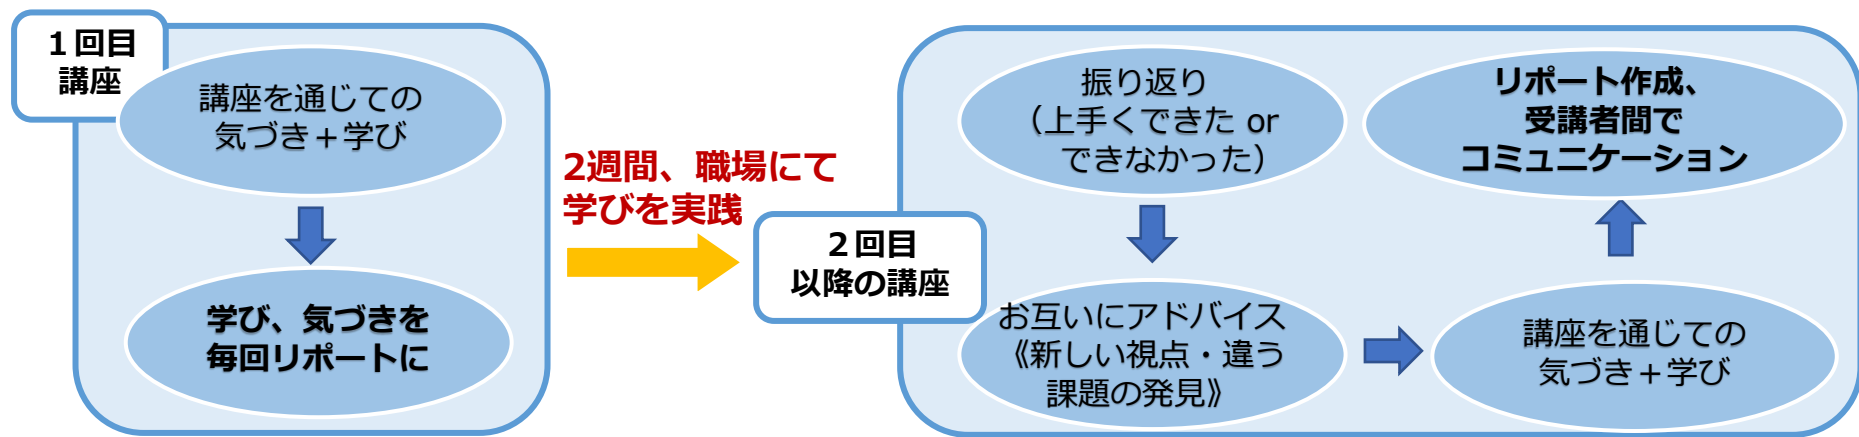 １回目
講座
講座を通じての
気づき＋学び
学び、気づきを
毎回リポートに
2週間、職場にて
学びを実践
２回目
以降の講座
振り返り
（上手くできた or
できなかった）
お互いにアドバイス
《新しい視点・違う
課題の発見》
講座を通じての
気づき＋学び
リポート作成、
受講者間で
コミュニケーション